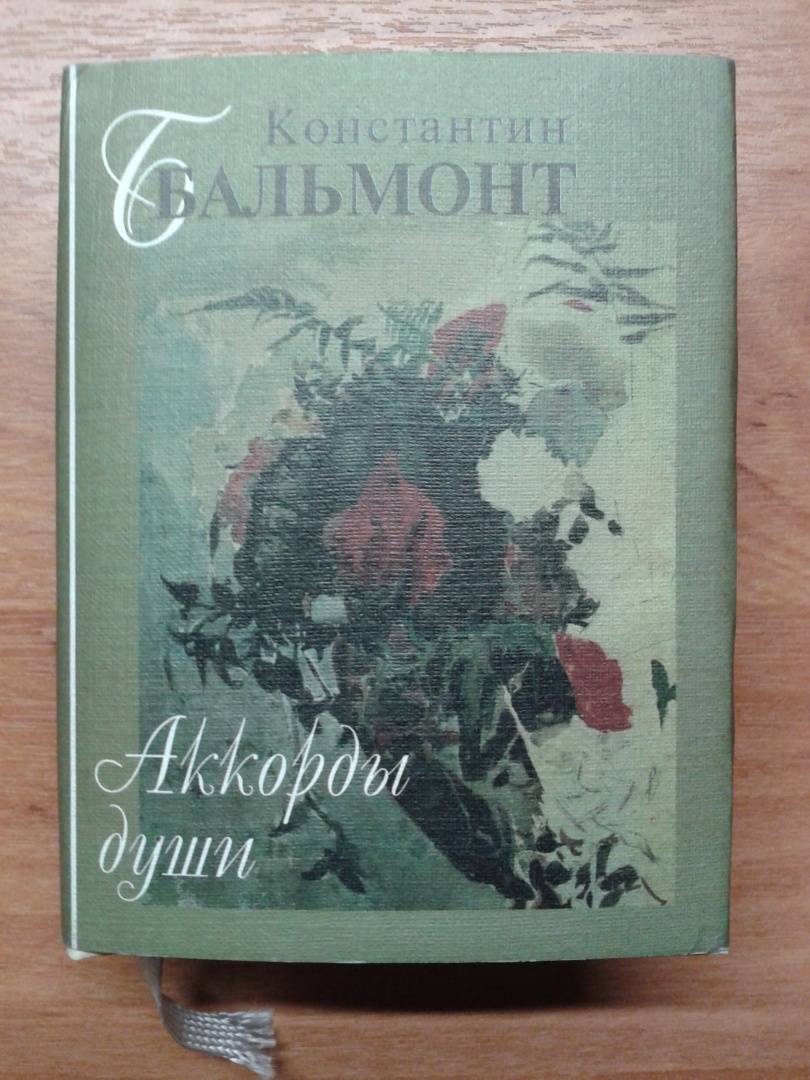 Б
Константин
БАЛЬМОНТ
Аккорды
души